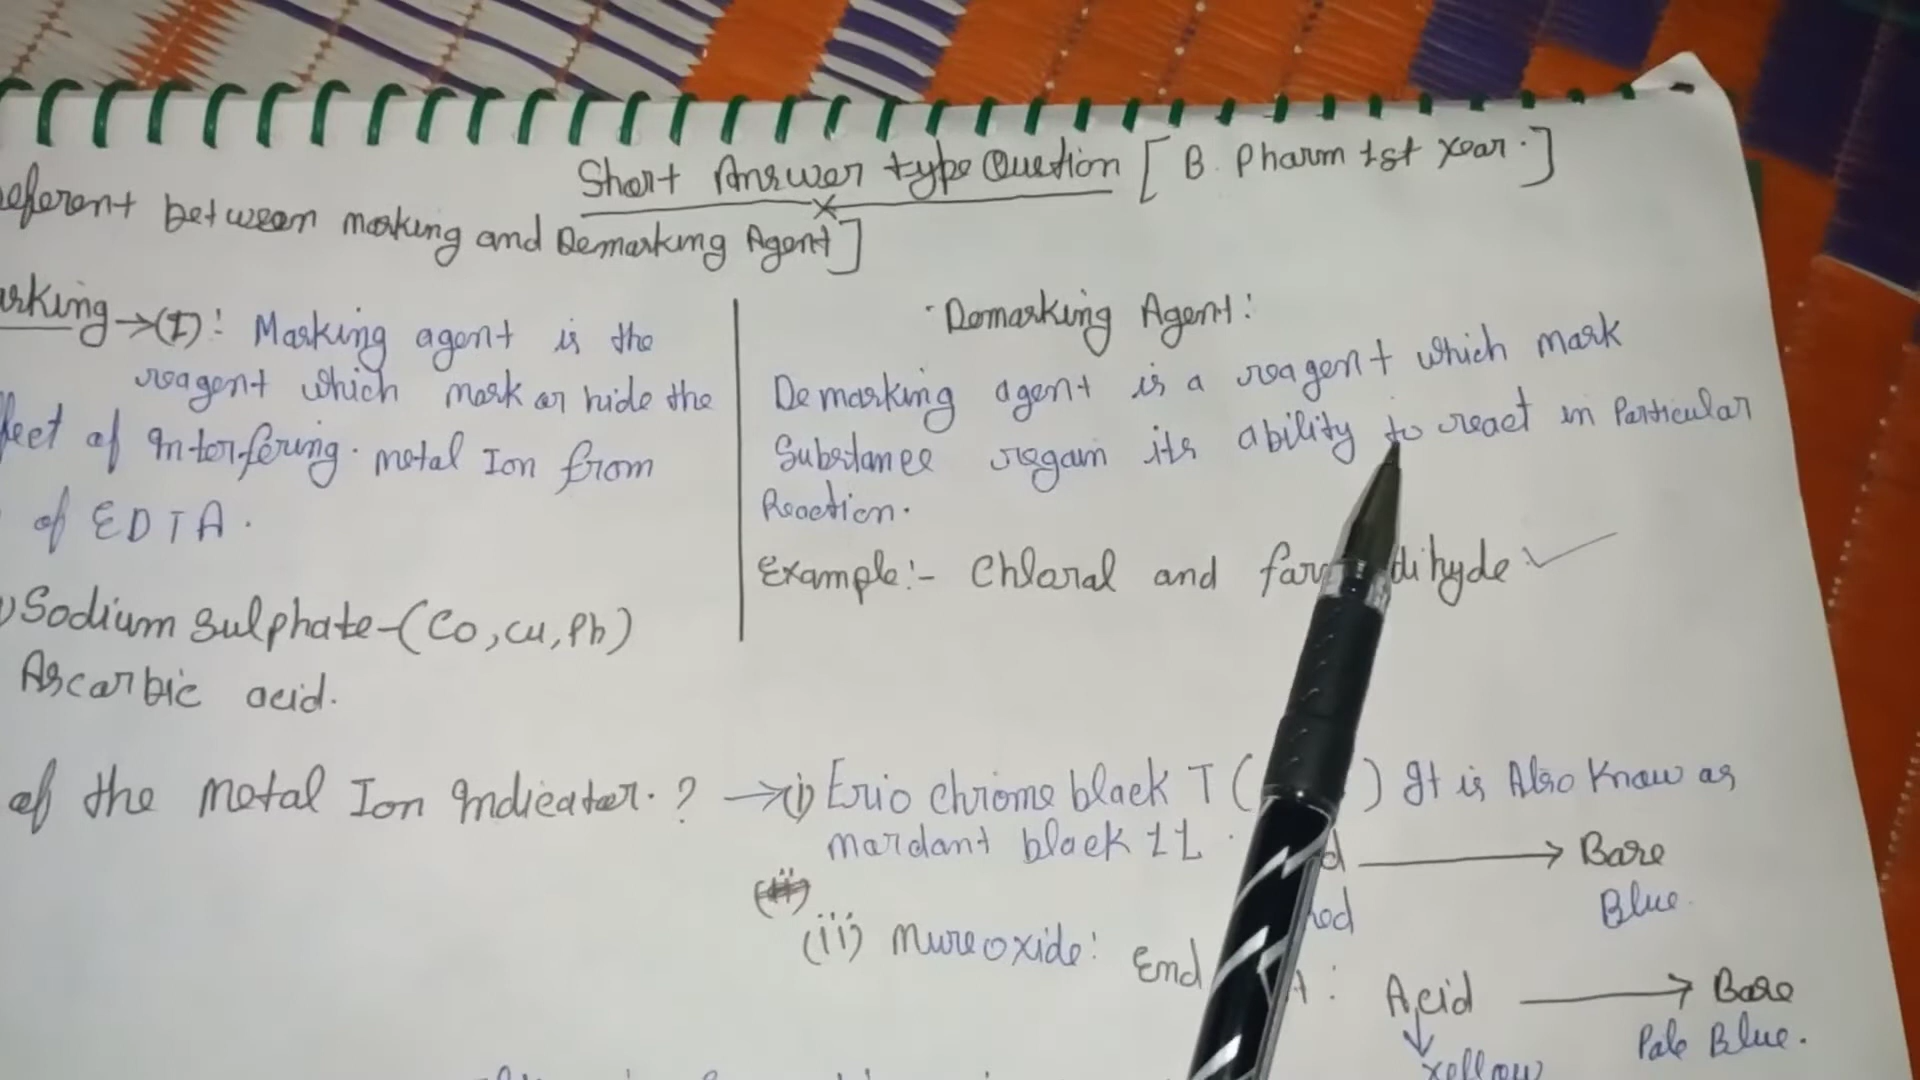 Short Answer type Question [ B. Pharm 1st Year. ]
between masking and Demasking Agent ]
Masking agent is the
reagent which mask or hide the
of interfering. metal Ion from
of EDTA.
Sodium Sulphate-(Co, Cu, Pb)
Ascorbic acid.
Demasking Agent:
Demasking agent is a reagent which mask
Substance regain its ability to react in Particular
Reaction.
Example:- Chloral and
of the Metal Ion Indicator. ? → (i) Erio chrome black T ( ) It is Also Know as
mordant black 11. → Base
Blue.
(ii)
(iii) Mureoxide: End : Acid → Base
↓ Pale Blue.
Yellow